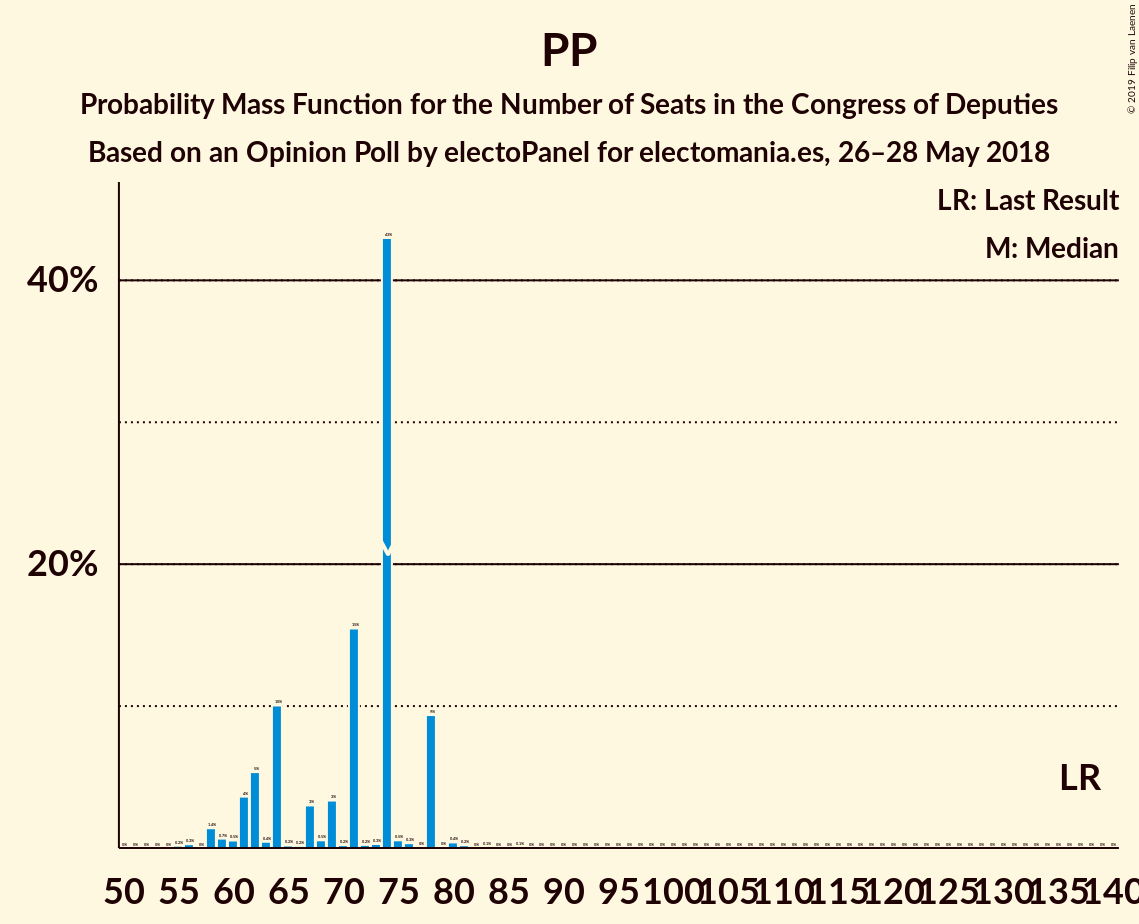 PP
Probability Mass Function for the Number of Seats in the Congress of Deputies
Based on an Opinion Poll by electoPanel for electomania.es, 26–28 May 2018
© 2019 Filip van Laenen
LR: Last Result
M: Median
40%
20%
LR
50 55 60 65 70 75 80 85 90 95 100 105 110 115 120 125 130 135 140